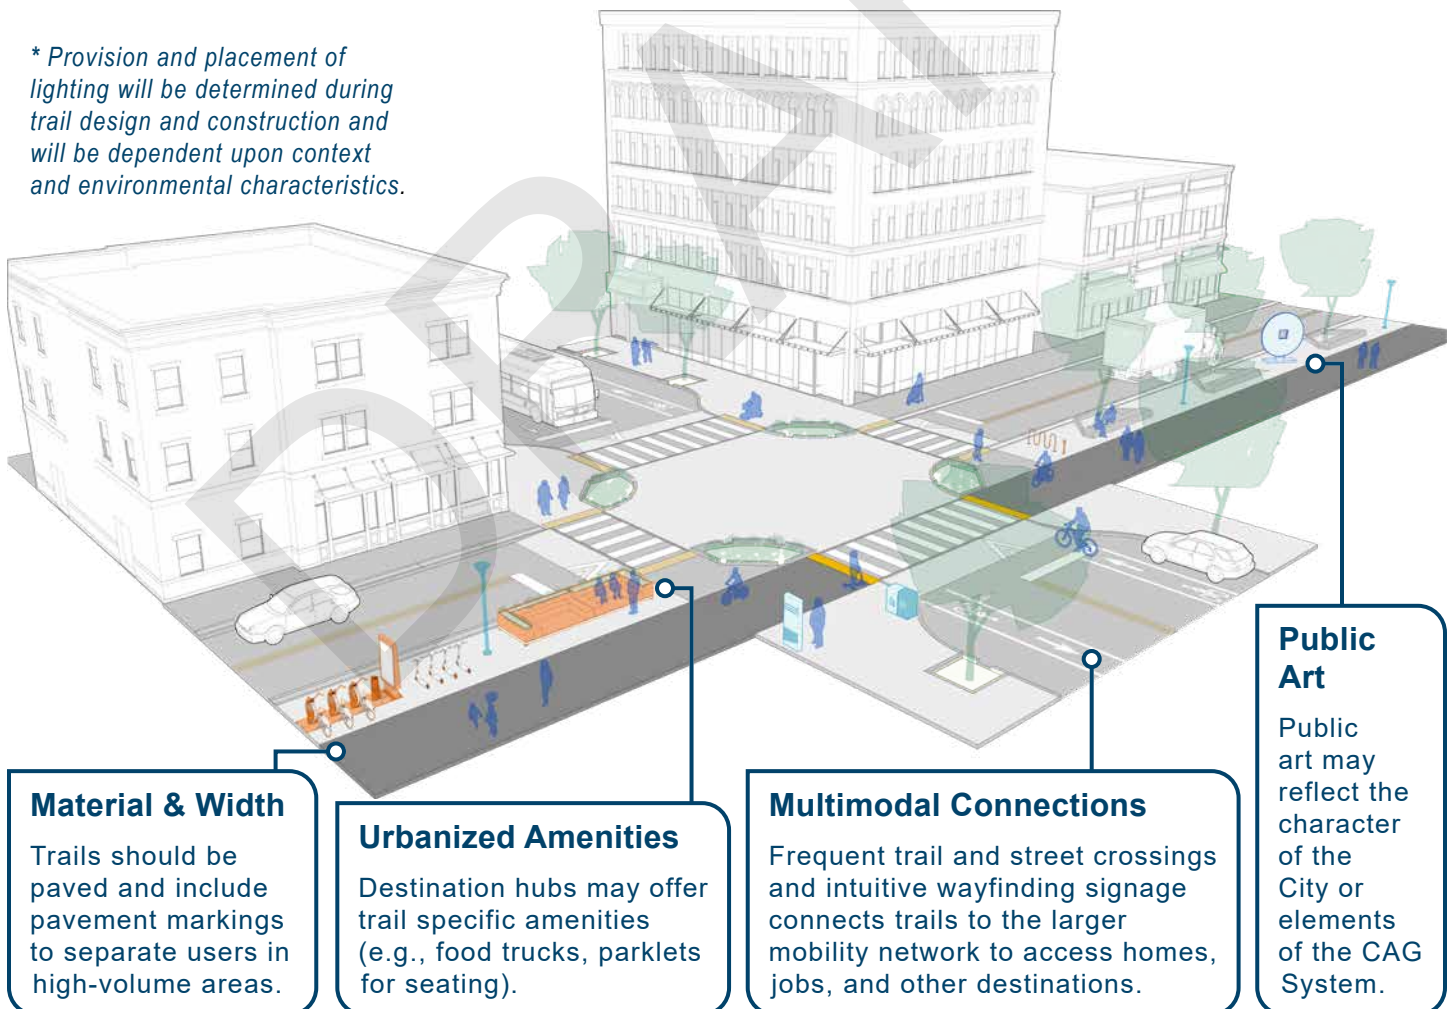 * Provision and placement of
lighting will be determined during
trail design and construction and
will be dependent upon context
and environmental characteristics.
DRAFT
Material & Width
Trails should be
paved and include
pavement markings
to separate users in
high-volume areas.
Urbanized Amenities
Destination hubs may offer
trail specific amenities
(e.g., food trucks, parklets
for seating).
Multimodal Connections
Frequent trail and street crossings
and intuitive wayfinding signage
connects trails to the larger
mobility network to access homes,
jobs, and other destinations.
Public
Art
Public
art may
reflect the
character
of the
City or
elements
of the CAG
System.